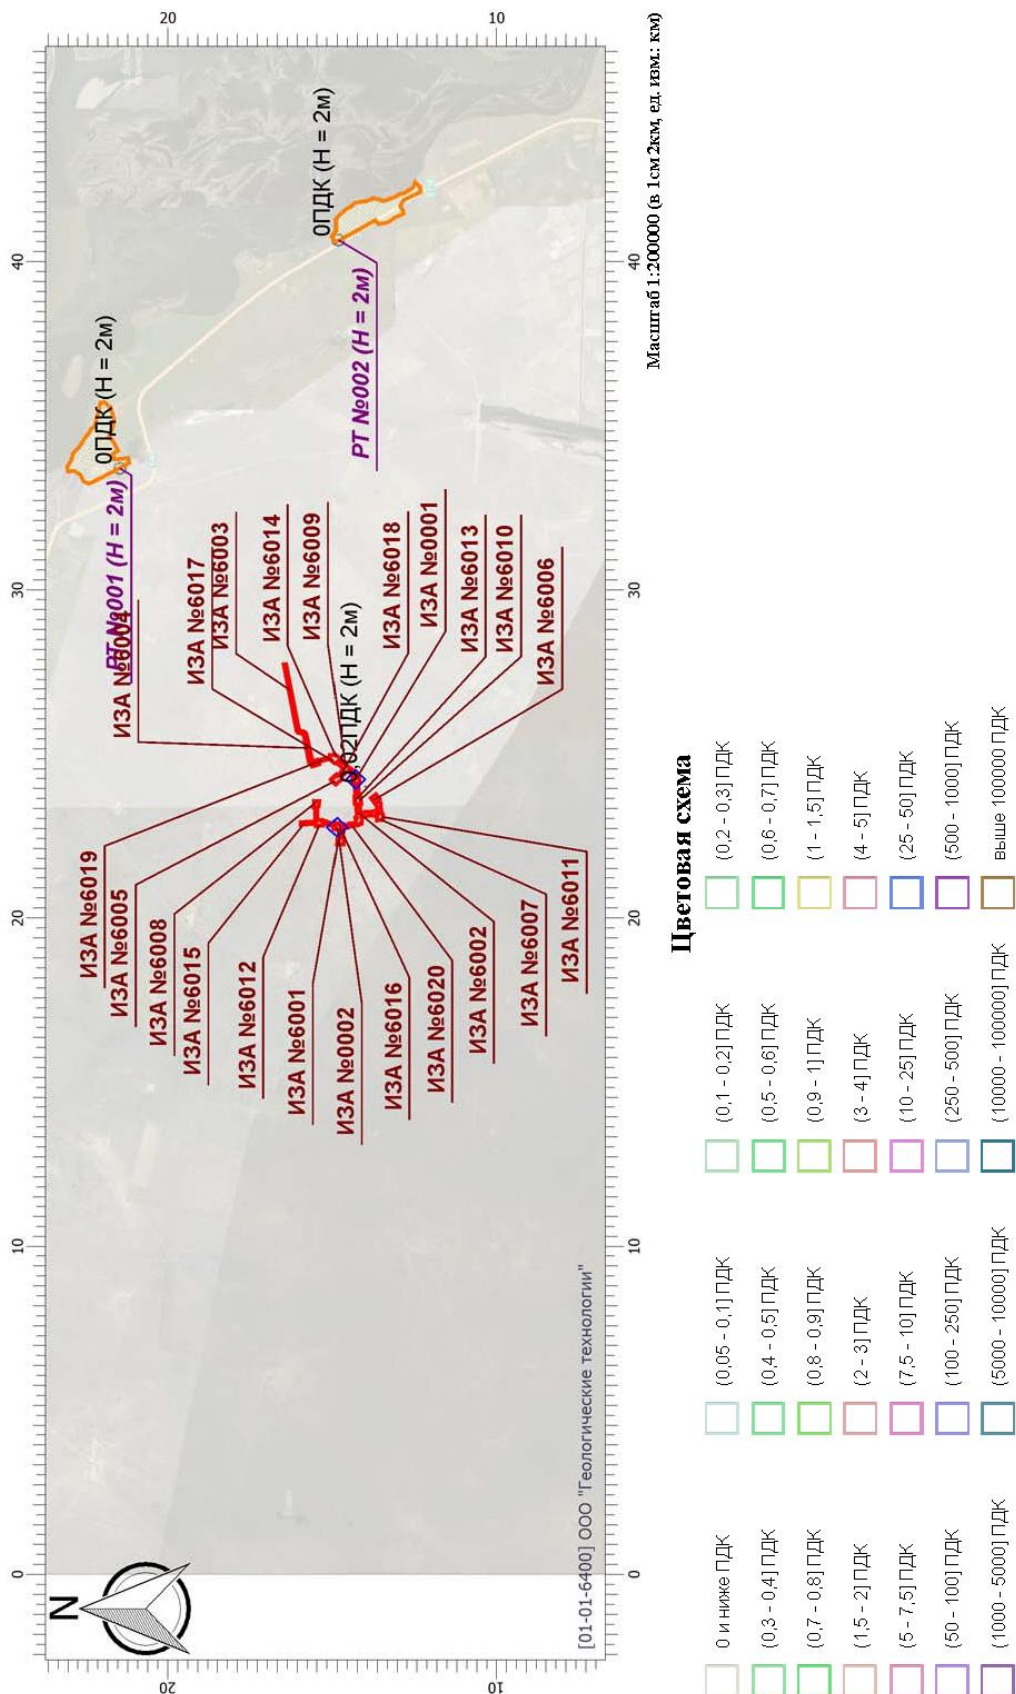 N
20
10
20
10
0
10
20
30
40
0
10
20
30
40
0ПДК (Н = 2м)
РТ №001 (Н = 2м)
0ПДК (Н = 2м)
РТ №002 (Н = 2м)
0,02ПДК (Н = 2м)
ИЗА №6004
ИЗА №6017
ИЗА №6003
ИЗА №6014
ИЗА №6009
ИЗА №6018
ИЗА №0001
ИЗА №6013
ИЗА №6010
ИЗА №6006
ИЗА №6019
ИЗА №6005
ИЗА №6008
ИЗА №6015
ИЗА №6012
ИЗА №6001
ИЗА №0002
ИЗА №6016
ИЗА №6020
ИЗА №6002
ИЗА №6007
ИЗА №6011
[01-01-6400] ООО "Геологические технологии"
Масштаб 1:200000 (в 1см 2км, ед. изм.: км)
Цветовая схема
0 и ниже ПДК (0,05 - 0,1] ПДК (0,1 - 0,2] ПДК (0,2 - 0,3] ПДК
(0,3 - 0,4] ПДК (0,4 - 0,5] ПДК (0,5 - 0,6] ПДК (0,6 - 0,7] ПДК
(0,7 - 0,8] ПДК (0,8 - 0,9] ПДК (0,9 - 1] ПДК (1 - 1,5] ПДК
(1,5 - 2] ПДК (2 - 3] ПДК (3 - 4] ПДК (4 - 5] ПДК
(5 - 7,5] ПДК (7,5 - 10] ПДК (10 - 25] ПДК (25 - 50] ПДК
(50 - 100] ПДК (100 - 250] ПДК (250 - 500] ПДК (500 - 1000] ПДК
(1000 - 5000] ПДК (5000 - 10000] ПДК (10000 - 100000] ПДК выше 100000 ПДК